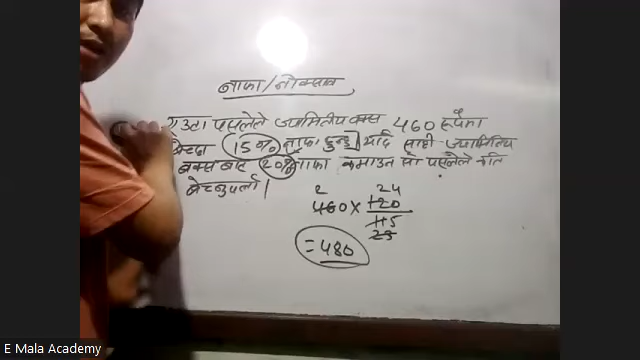 नाफा/नोक्सान
एउटा पसलेले ज्यामितीय बक्स 460 रूपैमा
बेच्दा 15% नाफा हुन्छ यदि सोही ज्यामितिय
बक्स बाट 20% नाफा कमाउन सो पसलेले कति
बेच्नुपर्ला।
2 24
460 × 120
115
23
= 480
E Mala Academy